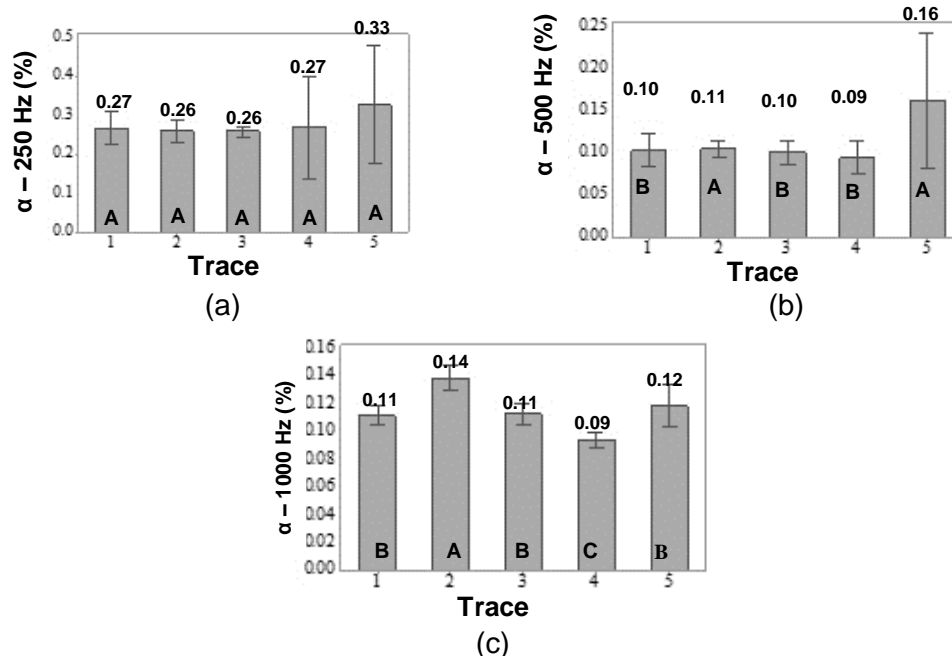 α – 250 Hz (%)
0.5
0.4
0.3
0.2
0.1
0.0
0.27
0.26
0.26
0.27
0.33
A
A
A
A
A
1
2
3
4
5
Trace
(a)
α – 500 Hz (%)
0.25
0.20
0.15
0.10
0.05
0.00
0.10
0.11
0.10
0.09
0.16
B
A
B
B
A
1
2
3
4
5
Trace
(b)
α – 1000 Hz (%)
0.16
0.14
0.12
0.10
0.08
0.06
0.04
0.02
0.00
0.11
0.14
0.11
0.09
0.12
B
A
B
C
B
1
2
3
4
5
Trace
(c)